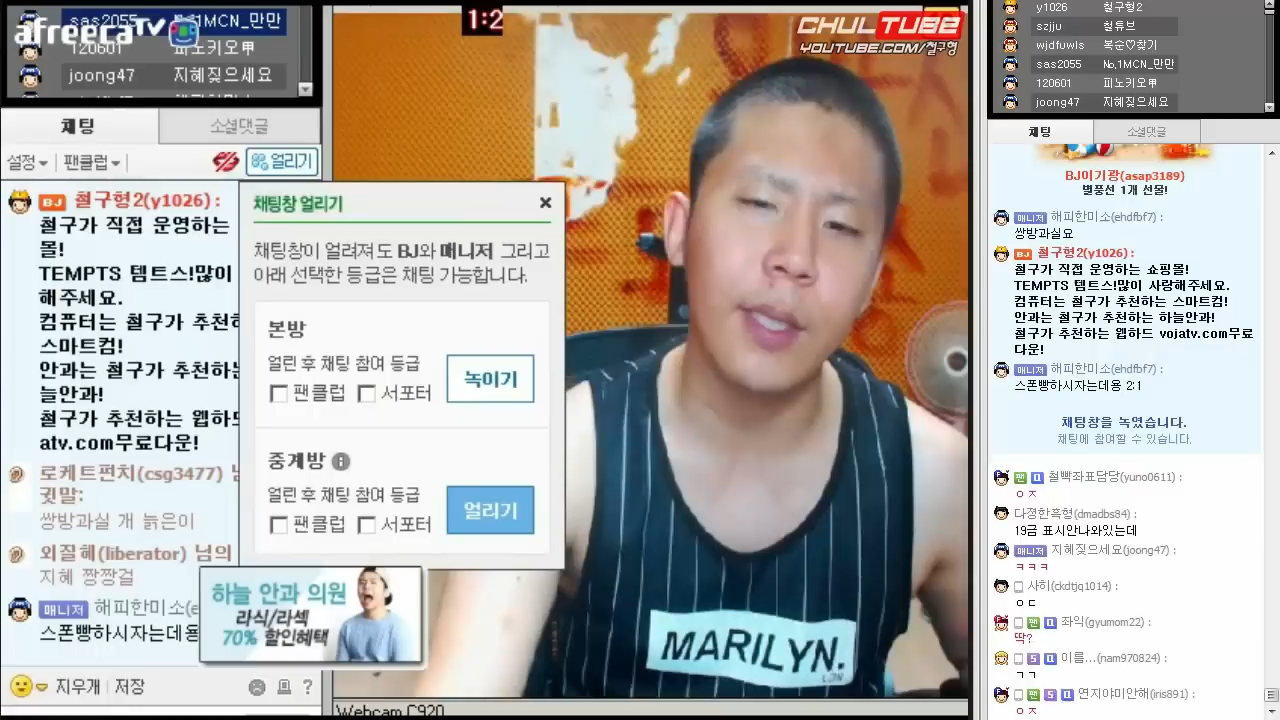 afreecaTV
sas2055 №1MCN_만만
120601 피노키오甲
joong47 지혜짖으세요
채팅
소셜댓글
설정
팬클럽
얼리기
BJ 철구형2(y1026) :
철구가 직접 운영하는
몰!
TEMPTS 템트스!많이
해주세요.
컴퓨터는 철구가 추천하
스마트컴!
안과는 철구가 추천하는
늘안과!
철구가 추천하는 웹하드
atv.com무료다운!
로케트펀치(csg3477) 님
귓말:
쌍방과실 개 늙은이
외질혜(liberator) 님의
지혜 짱짱걸
매니저 해피한미소(e
스폰빵하시자는데용
지우개
저장
?
채팅창 얼리기
채팅창이 얼려져도 BJ와 매니저 그리고
아래 선택한 등급은 채팅 가능합니다.
본방
얼린 후 채팅 참여 등급
팬클럽 서포터
녹이기
중계방
얼린 후 채팅 참여 등급
팬클럽 서포터
얼리기
하늘 안과 의원
라식/라섹
70% 할인혜택
1:2
CHULTUBE
YOUTUBE.COM/철구형
MARILYN.
Webcam C920
y1026 철구형2
szjju 철튜브
wjdfuwls 복순♡찾기
sas2055 №1MCN_만만
120601 피노키오甲
joong47 지혜짖으세요
채팅
소셜댓글
BJ이기광(asap3189)
별풍선 1개 선물!
매니저 해피한미소(ehdfbf7) :
쌍방과실요
BJ 철구형2(y1026) :
철구가 직접 운영하는 쇼핑몰!
TEMPTS 템트스!많이 사랑해주세요.
컴퓨터는 철구가 추천하는 스마트컴!
안과는 철구가 추천하는 하늘안과!
철구가 추천하는 웹하드 yojatv.com무료
다운!
매니저 해피한미소(ehdfbf7) :
스폰빵하시자는데용 2:1
채팅창을 녹였습니다.
채팅에 참여할 수 있습니다.
팬 철빡좌표담당(yuno0611) :
ㅇㅈ
다정한흑형(dmadbs84) :
19금 표시안나와있는데
매니저 지혜짖으세요(joong47) :
ㅋㅋㅋ
사히(ckdtjq1014) :
ㅇㄷ
팬 좌익(gyumom22) :
딱?
S 이름...(nam970824) :
ㄱㄱ
팬 S 연지야미안해(iris891) :
ㅇㅈ